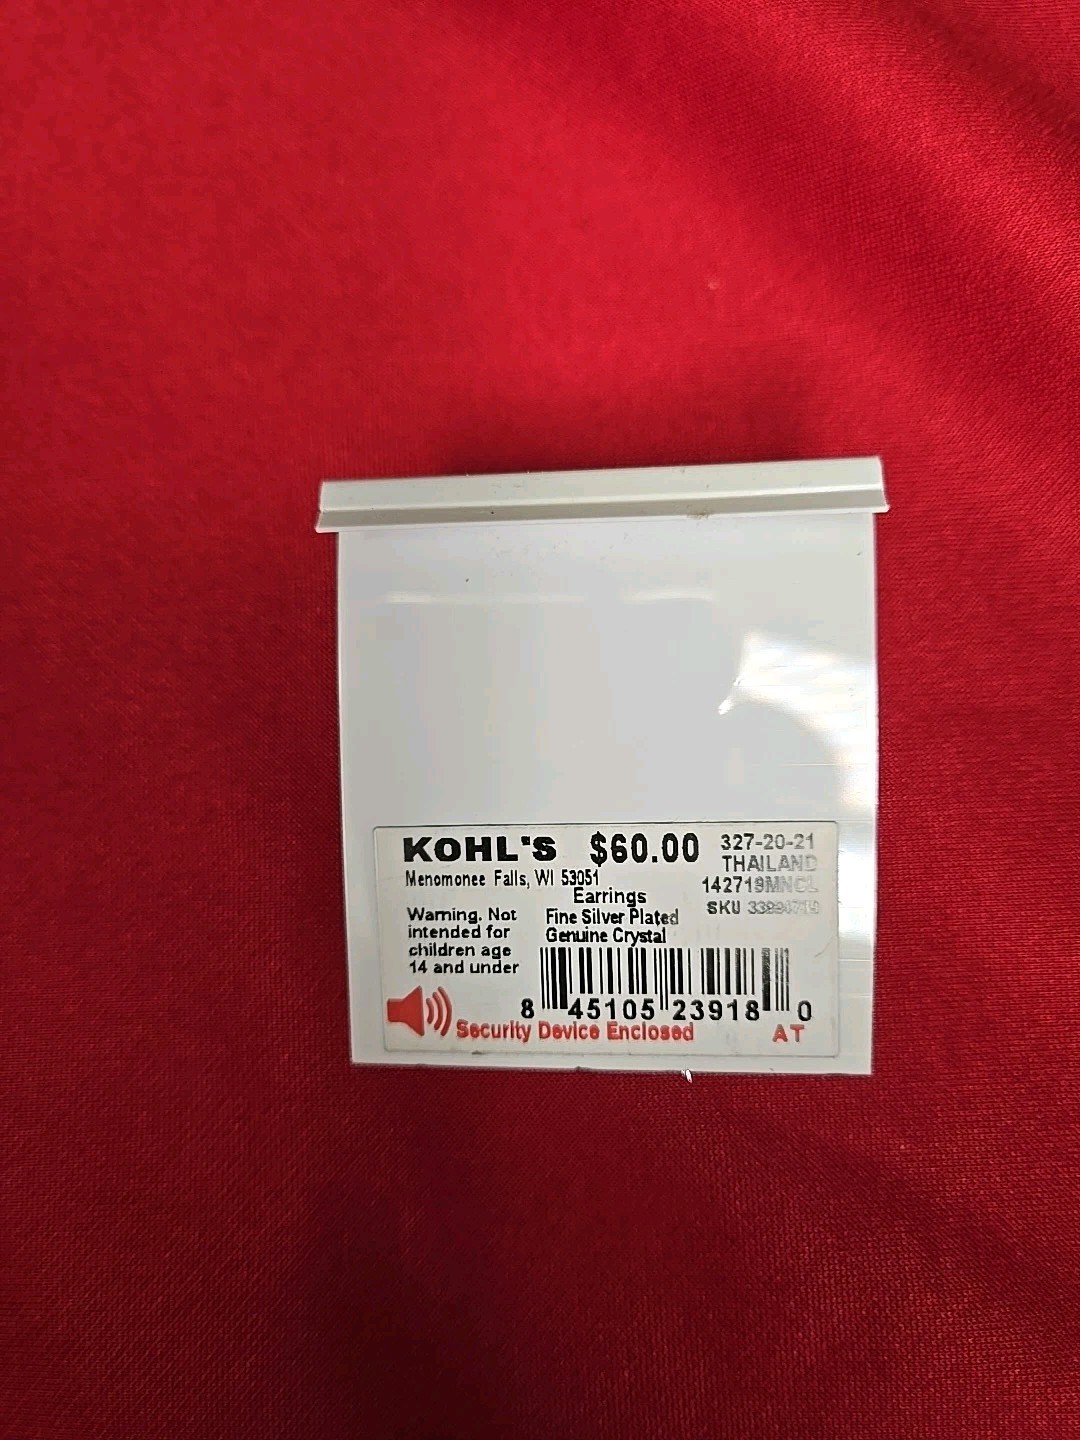 KOHL'S $60.00 327-20-21
Menomonee Falls, WI 53051 THAILAND
142719MNCL
Earrings
SKU
Warning. Not
intended for
children age
14 and under
Fine Silver Plated
Genuine Crystal
8 45105 23918 0
Security Device Enclosed AT